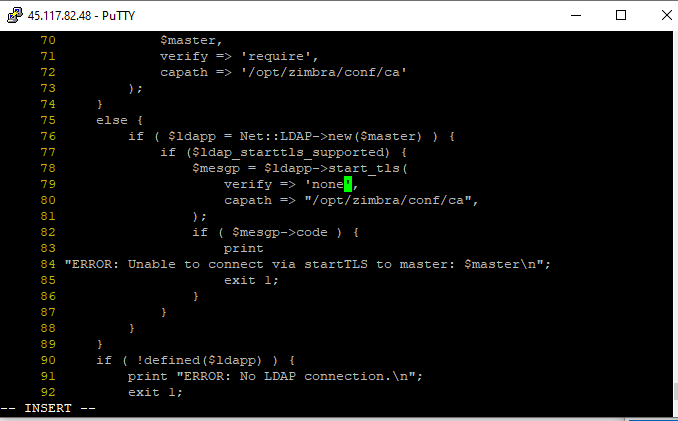 45.117.82.48 - PuTTY
70 $master,
71 verify => 'require',
72 capath => '/opt/zimbra/conf/ca'
73 );
74 }
75 else {
76 if ( $ldapp = Net::LDAP->new($master) ) {
77 if ($ldap_starttls_supported) {
78 $mesgp = $ldapp->start_tls(
79 verify => 'none',
80 capath => "/opt/zimbra/conf/ca",
81 );
82 if ( $mesgp->code ) {
83 print
84 "ERROR: Unable to connect via startTLS to master: $master\n";
85 exit 1;
86 }
87 }
88 }
89 }
90 if ( !defined($ldapp) ) {
91 print "ERROR: No LDAP connection.\n";
92 exit 1;
-- INSERT --